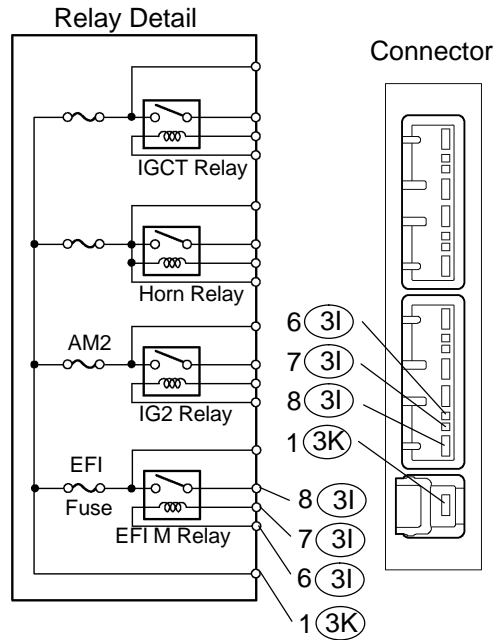 Relay Detail
Connector
IGCT Relay
Horn Relay
AM2
IG2 Relay
EFI
Fuse
EFI M Relay
8 3I
7 3I
6 3I
1 3K
6 3I
7 3I
8 3I
1 3K